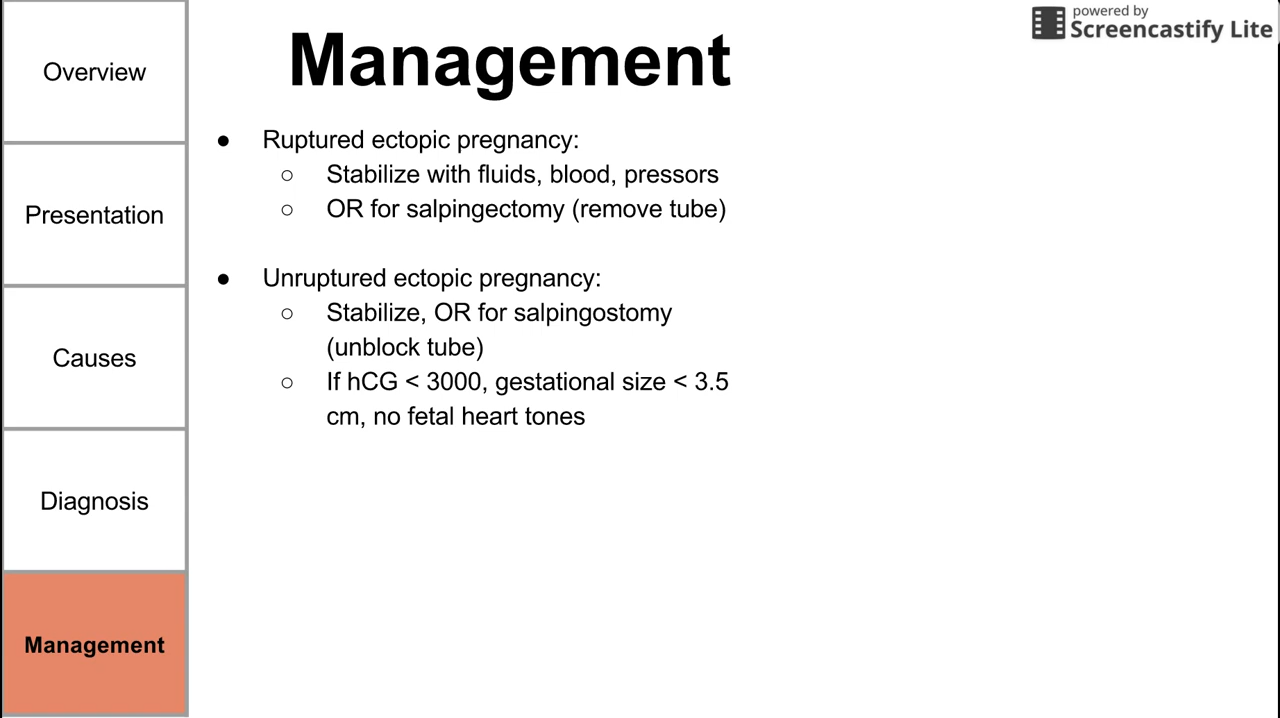 powered by
Screencastify Lite
Management
Overview
Presentation
Causes
Diagnosis
Management
● Ruptured ectopic pregnancy:
○ Stabilize with fluids, blood, pressors
○ OR for salpingectomy (remove tube)
● Unruptured ectopic pregnancy:
○ Stabilize, OR for salpingostomy
(unblock tube)
○ If hCG < 3000, gestational size < 3.5
cm, no fetal heart tones